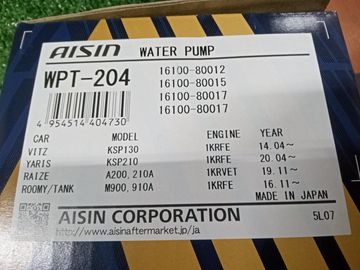 AISIN WATER PUMP
WPT-204
16100-80012
16100-80015
16100-80017
16100-80017
4 954514 404730
CAR MODEL ENGINE YEAR
VITZ KSP130 1KRFE 14.04~
YARIS KSP210 1KRFE 20.04~
RAIZE A200, 210A 1KRVET 19.11~
ROOMY/TANK M900, 910A 1KRFE 16.11~
MADE IN JAPAN
AISIN CORPORATION
http://www.aisinaftermarket.jp/ja
5L07